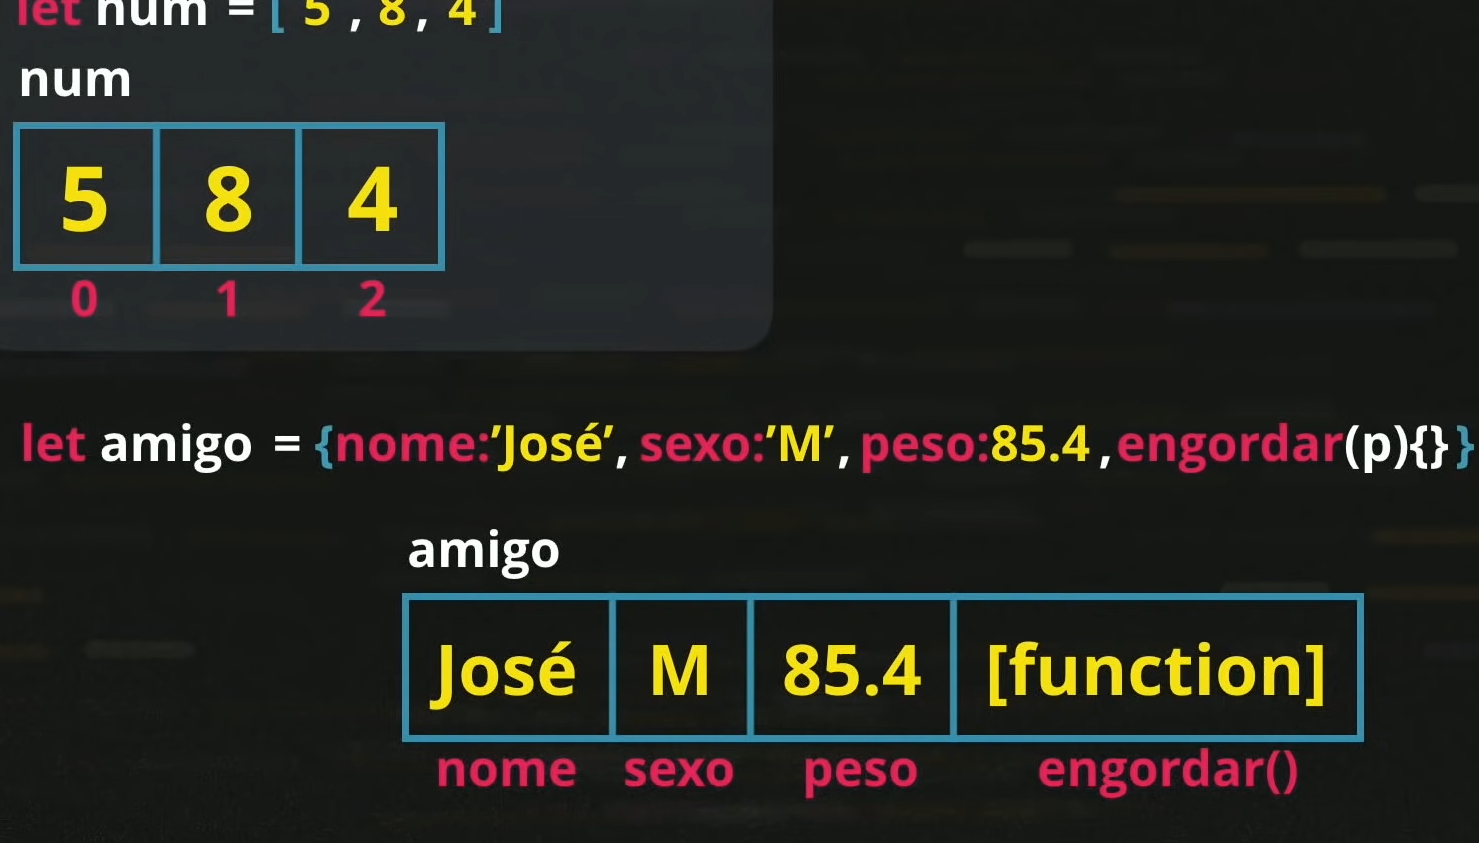 let num = [ 5 , 8 , 4 ]
num
5 8 4
0 1 2
let amigo = {nome:’José’, sexo:’M’, peso:85.4 ,engordar(p){} }
amigo
José M 85.4 [function]
nome sexo peso engordar()